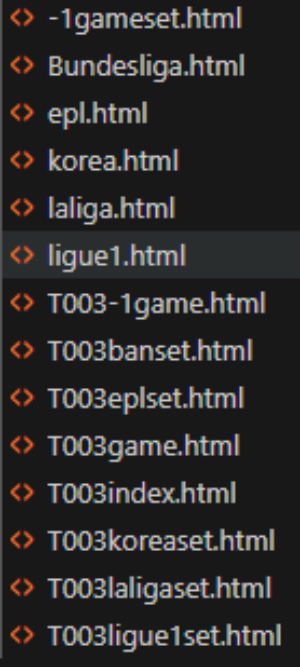 -1gameset.html
Bundesliga.html
epl.html
korea.html
laliga.html
ligue1.html
T003-1game.html
T003banset.html
T003eplset.html
T003game.html
T003index.html
T003koreaset.html
T003laligaset.html
T003ligue1set.html